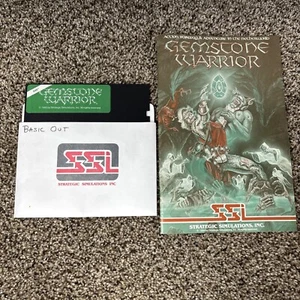 GEMSTONE
WARRIOR
BASIC OUT
SSI
STRATEGIC SIMULATIONS INC
GEMSTONE
WARRIOR
SSI
STRATEGIC SIMULATIONS, INC.